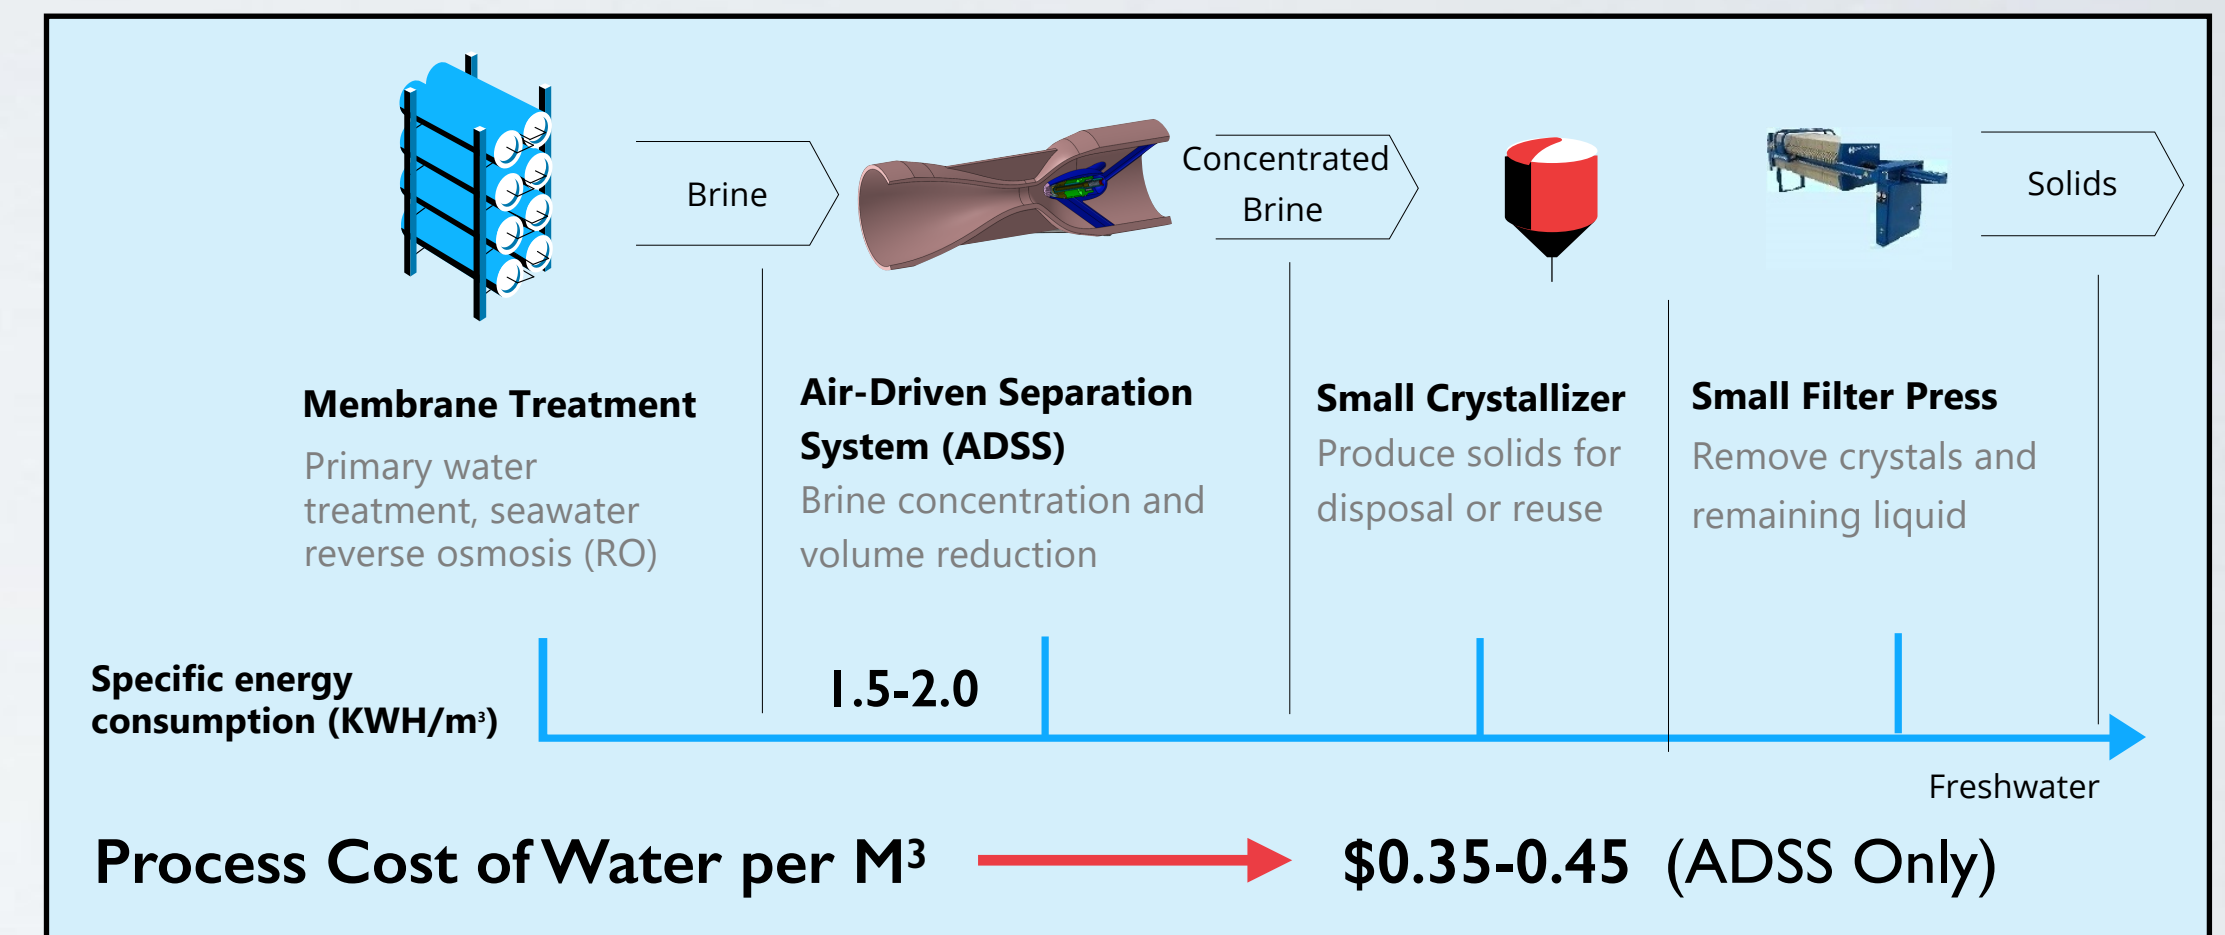 Brine
Concentrated
Brine
Solids
Membrane Treatment
Primary water
treatment, seawater
reverse osmosis (RO)
Air-Driven Separation
System (ADSS)
Brine concentration and
volume reduction
Small Crystallizer
Produce solids for
disposal or reuse
Small Filter Press
Remove crystals and
remaining liquid
Specific energy
consumption (KWH/m³)
1.5-2.0
Freshwater
Process Cost of Water per M³
$0.35-0.45 (ADSS Only)